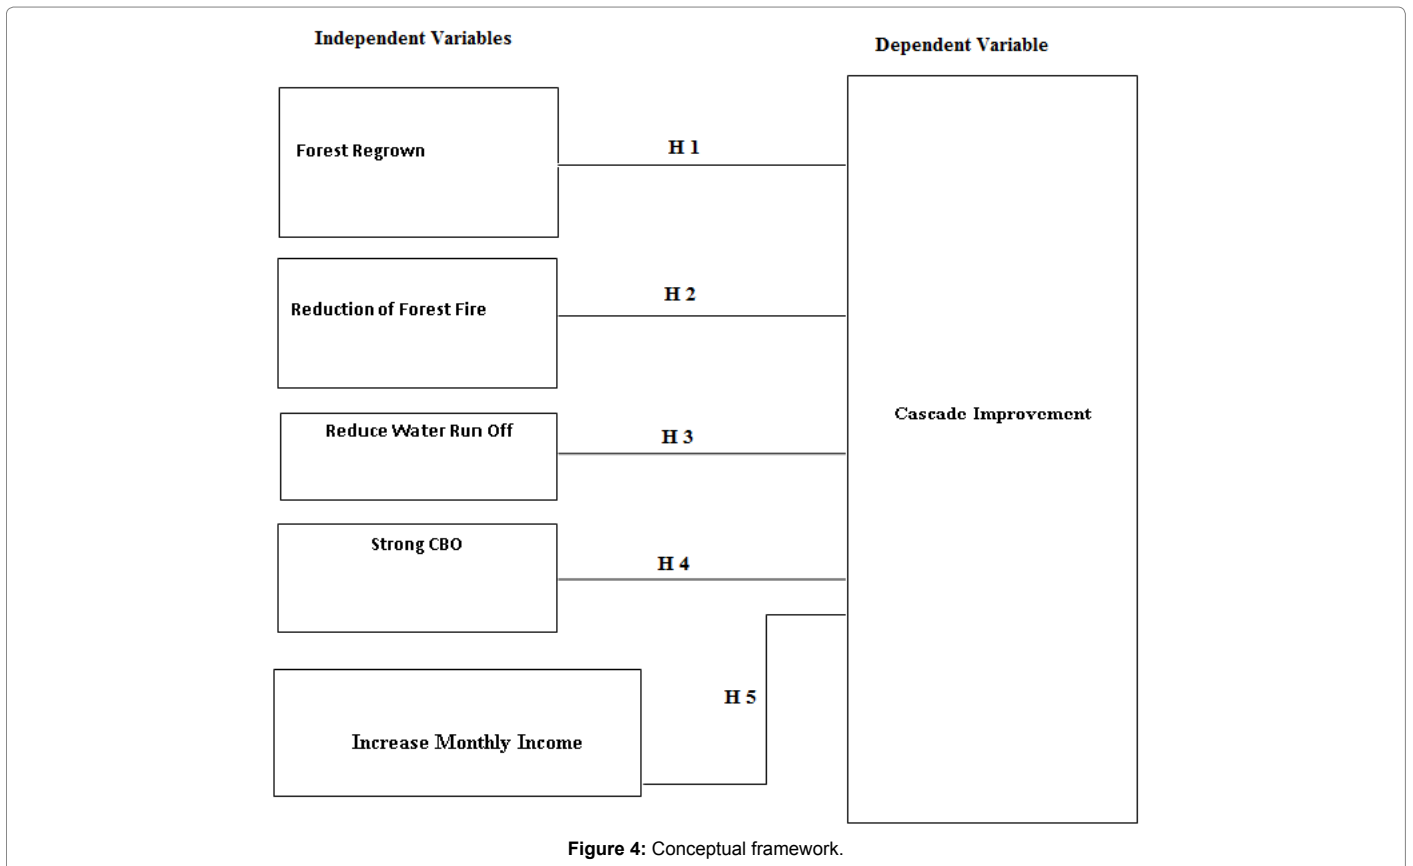 Independent Variables
Dependent Variable
Forest Regrown
H 1
Reduction of Forest Fire
H 2
Cascade Improvement
Reduce Water Run Off
H 3
Strong CBO
H 4
H 5
Increase Monthly Income
Figure 4: Conceptual framework.